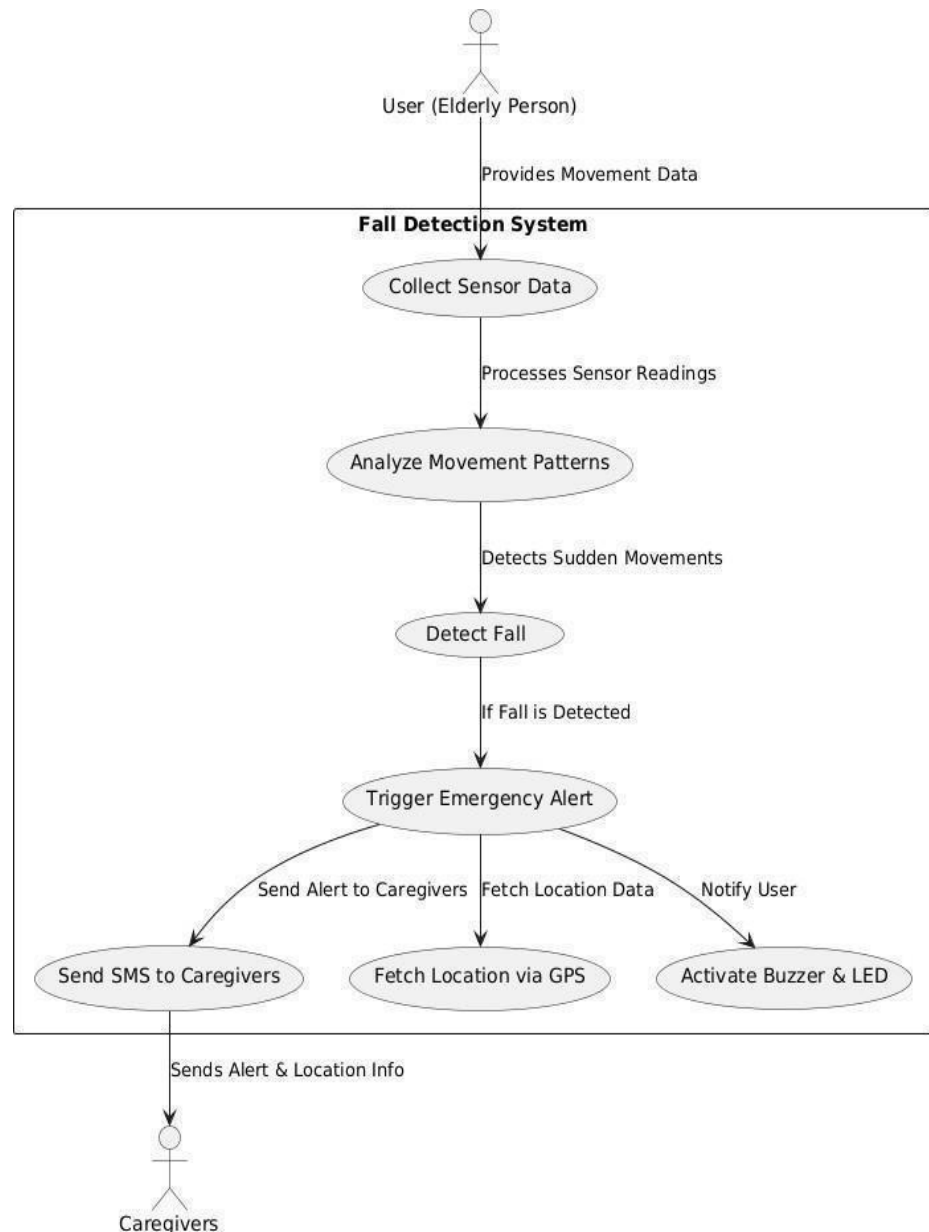 User (Elderly Person)
Provides Movement Data
Fall Detection System
Collect Sensor Data
Processes Sensor Readings
Analyze Movement Patterns
Detects Sudden Movements
Detect Fall
If Fall is Detected
Trigger Emergency Alert
Send Alert to Caregivers
Fetch Location Data
Notify User
Send SMS to Caregivers
Fetch Location via GPS
Activate Buzzer & LED
Sends Alert & Location Info
Caregivers